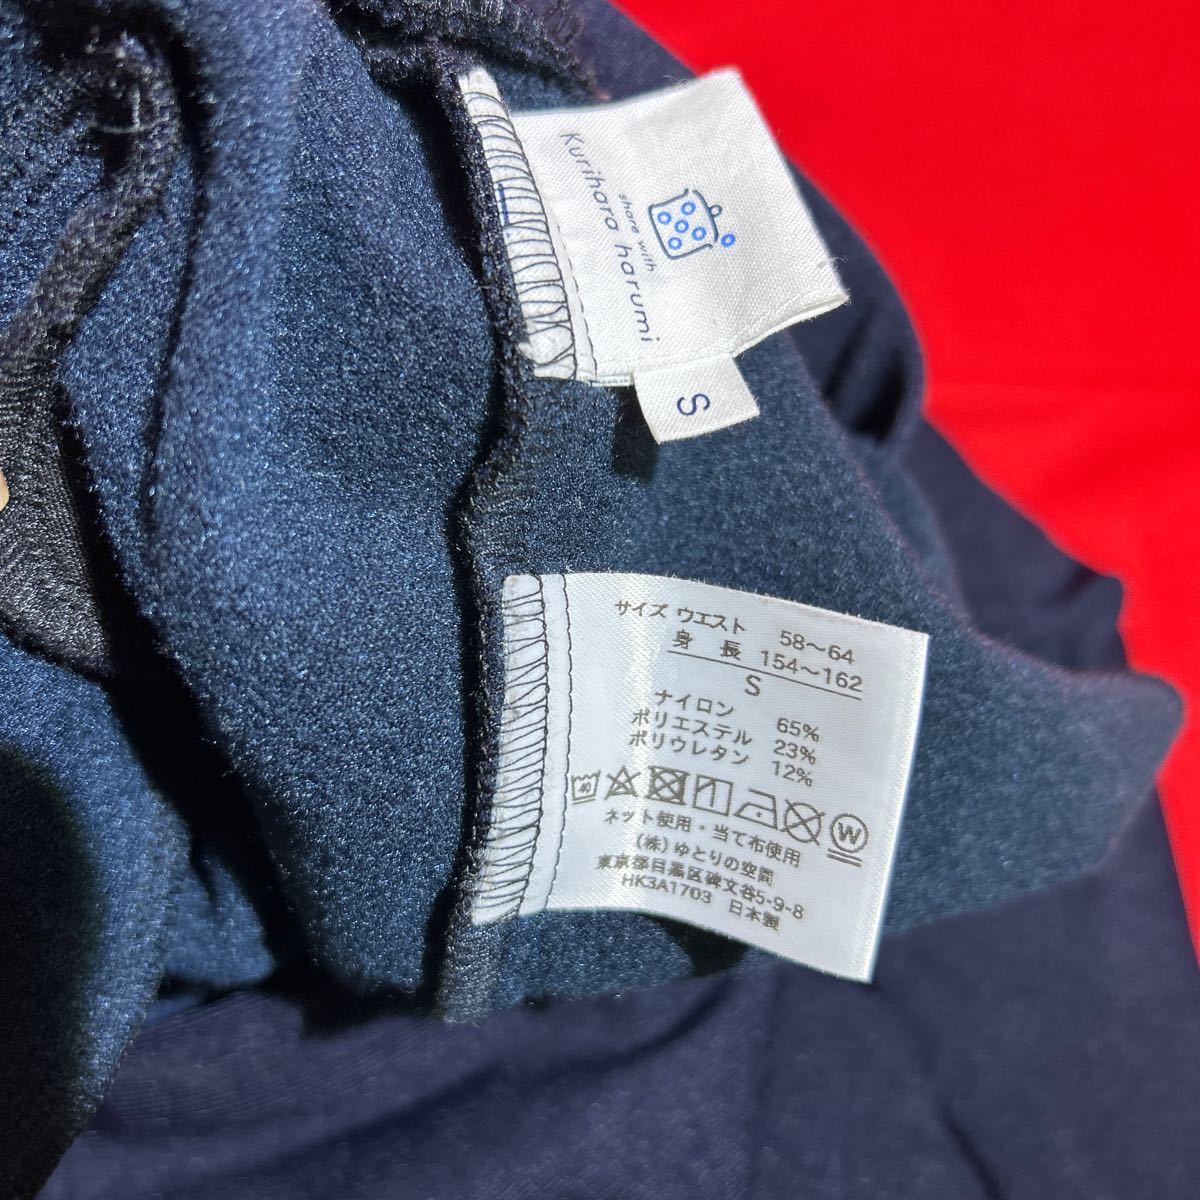 Kurihara harumi
share with
S
サイズ ウエスト 58～64
身 長 154～162
S
ナイロン 65%
ポリエステル 23%
ポリウレタン 12%
40
W
ネット使用・当て布使用
(株)ゆとりの空間
東京都目黒区碑文谷5-9-8
HK3A1703 日本製